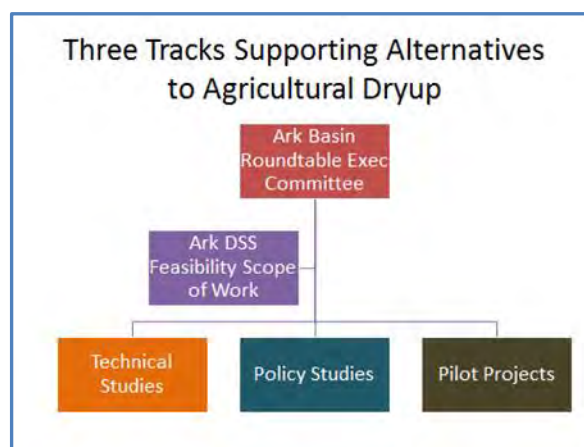 Three Tracks Supporting Alternatives
to Agricultural Dryup
Ark Basin
Roundtable Exec
Committee
Ark DSS
Feasibility Scope
of Work
Technical
Studies
Policy Studies
Pilot Projects